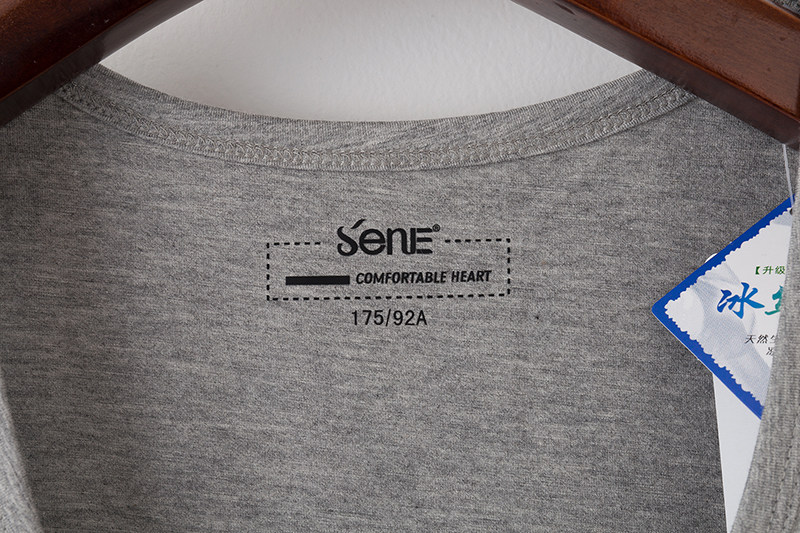 SENE®
COMFORTABLE HEART
175/92A
【升级
冰
天然